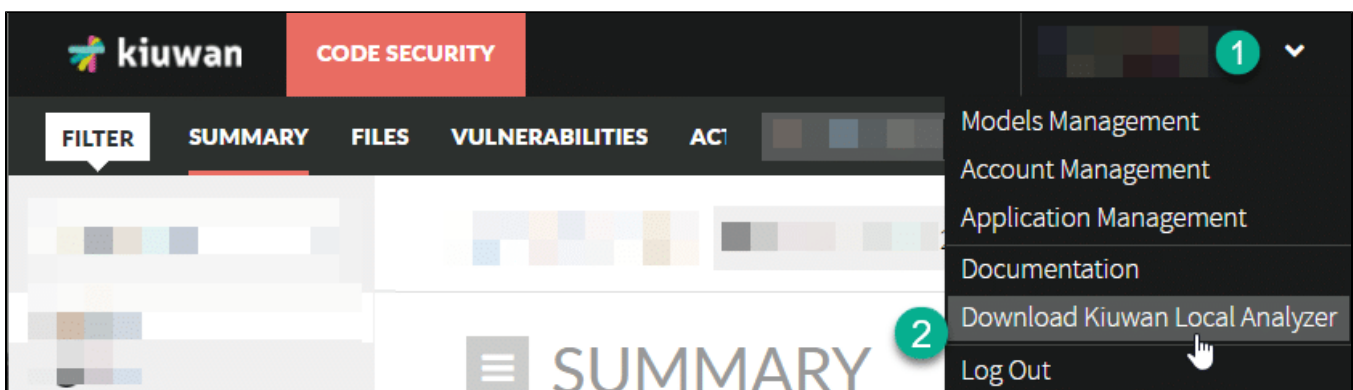 kiuwan CODE SECURITY 1
FILTER SUMMARY FILES VULNERABILITIES AC
Models Management
Account Management
Application Management
Documentation
2 Download Kiuwan Local Analyzer
SUMMARY
Log Out